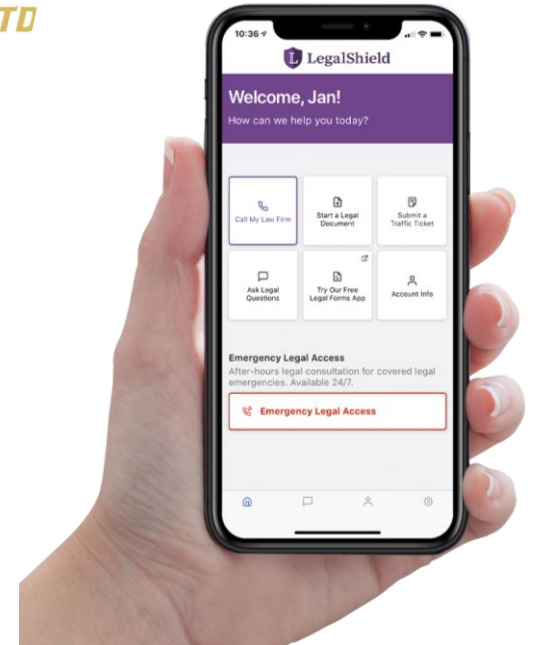 TD
10:36
LegalShield
Welcome, Jan!
How can we help you today?
Call My Law Firm
Start a Legal
Document
Submit a
Traffic Ticket
Ask Legal
Questions
Try Our Free
Legal Forms App
Account Info
Emergency Legal Access
After-hours legal consultation for covered legal
emergencies. Available 24/7.
Emergency Legal Access